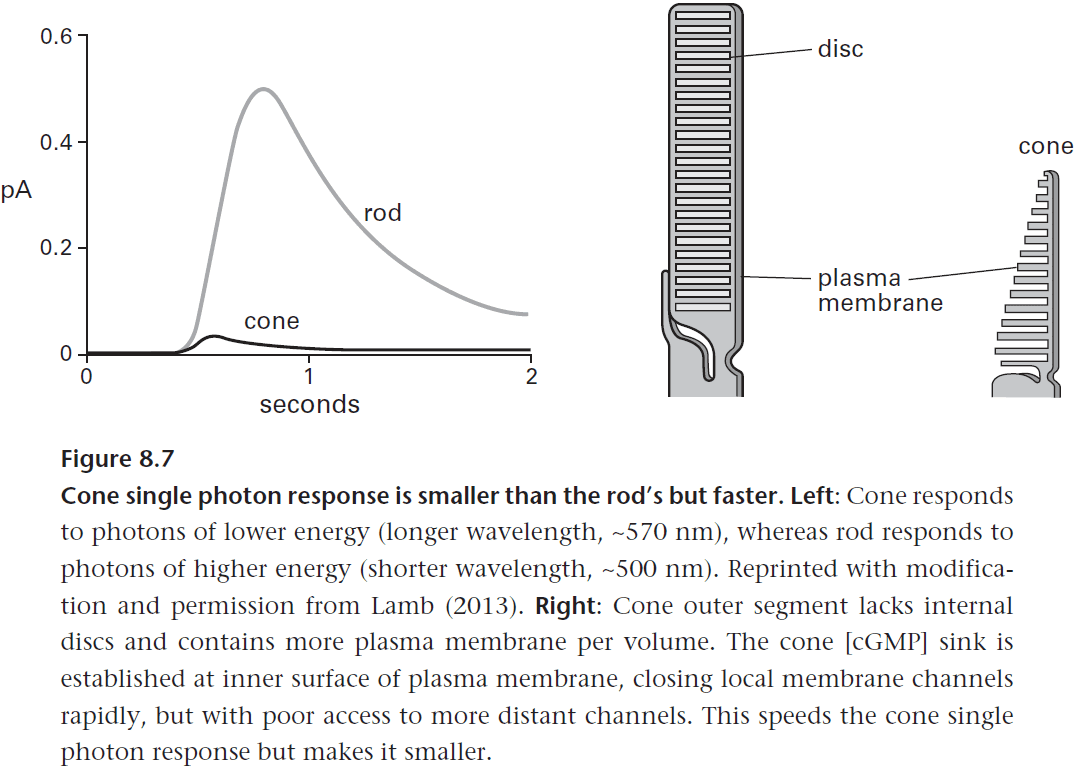 0.6
0.4
pA
0.2
0
rod
cone
0
1
2
seconds
disc
cone
plasma
membrane
Figure 8.7
Cone single photon response is smaller than the rod's but faster. Left: Cone responds
to photons of lower energy (longer wavelength, ~570 nm), whereas rod responds to
photons of higher energy (shorter wavelength, ~500 nm). Reprinted with modifica-
tion and permission from Lamb (2013). Right: Cone outer segment lacks internal
discs and contains more plasma membrane per volume. The cone [cGMP] sink is
established at inner surface of plasma membrane, closing local membrane channels
rapidly, but with poor access to more distant channels. This speeds the cone single
photon response but makes it smaller.